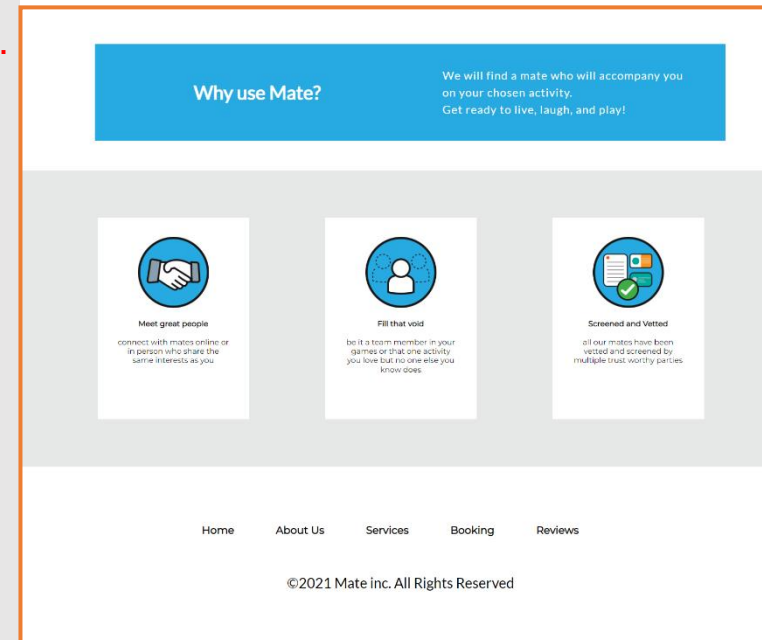 Why use Mate?
We will find a mate who will accompany you
on your chosen activity.
Get ready to live, laugh, and play!
Meet great people
connect with mates online or
in person who share the
same interests as you
Fill that void
be it a team member in your
games or that one activity
you love but no one else you
know does
Screened and Vetted
all our mates have been
vetted and screened by
multiple trust worthy parties
Home About Us Services Booking Reviews
©2021 Mate inc. All Rights Reserved